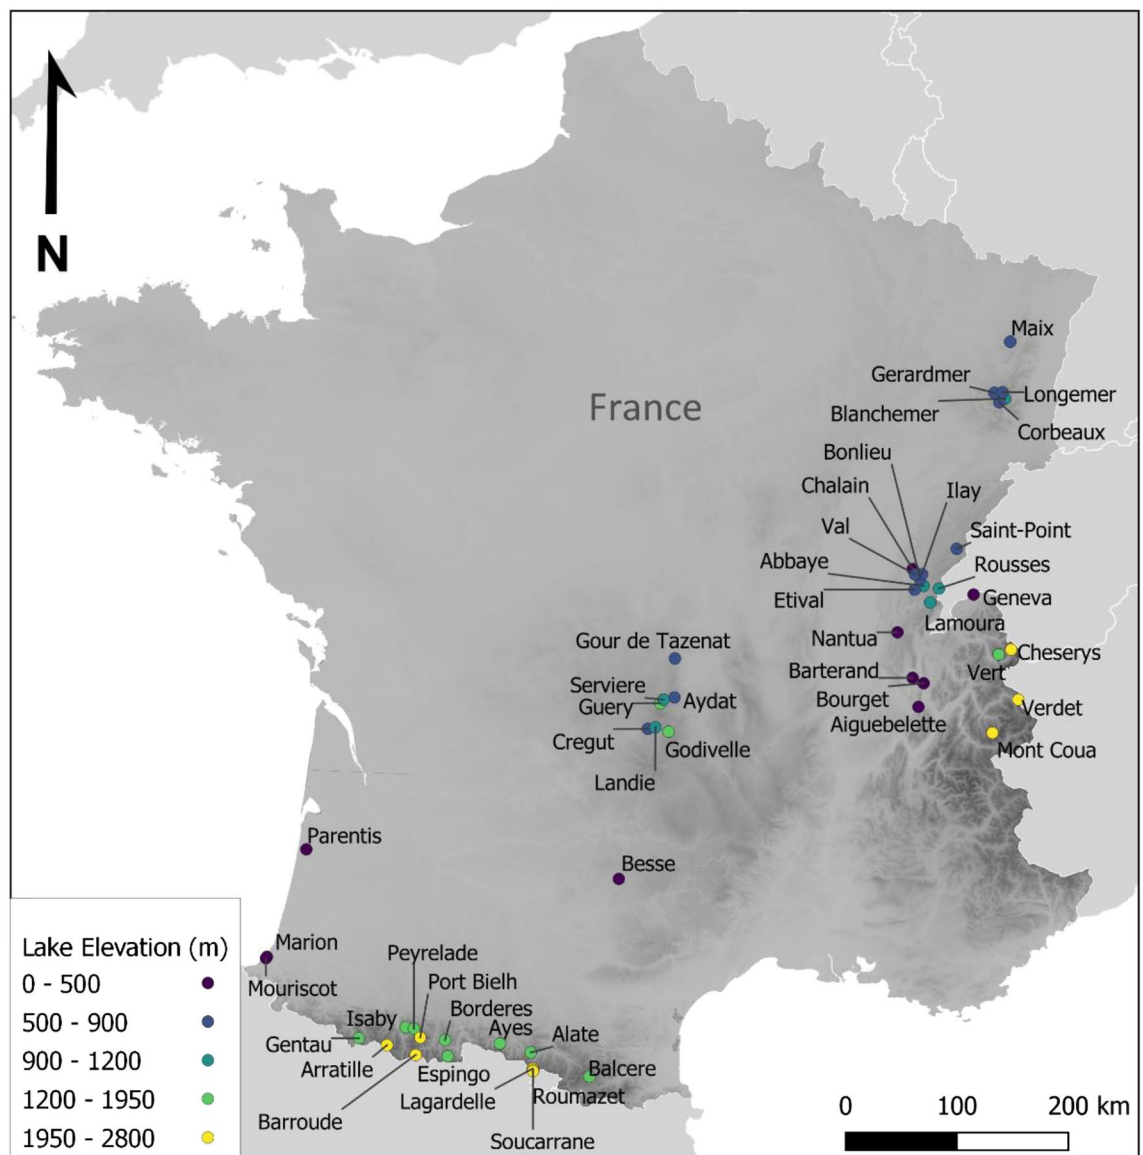 N
Maix
Gerardmer
Longemer
France
Blanchemer
Corbeaux
Bonlieu
Chalain
Ilay
Val
Saint-Point
Abbaye
Rousses
Etival
Geneva
Lamoura
Nantua
Gour de Tazenat
Cheserys
Barterand
Vert
Serviere
Bourget
Aydat
Guery
Verdet
Aiguebelette
Cregut
Godivelle
Mont Coua
Landie
Parentis
Besse
Marion
Mouriscot
Peyrelade
Port Bielh
Isaby
Borderes
Ayes
Alate
Gentau
Arratille
Espingo
Balcere
Lagardelle
Roumazet
Barroude
Soucarrane
Lake Elevation (m)
0 - 500
500 - 900
900 - 1200
1200 - 1950
1950 - 2800
0 100 200 km